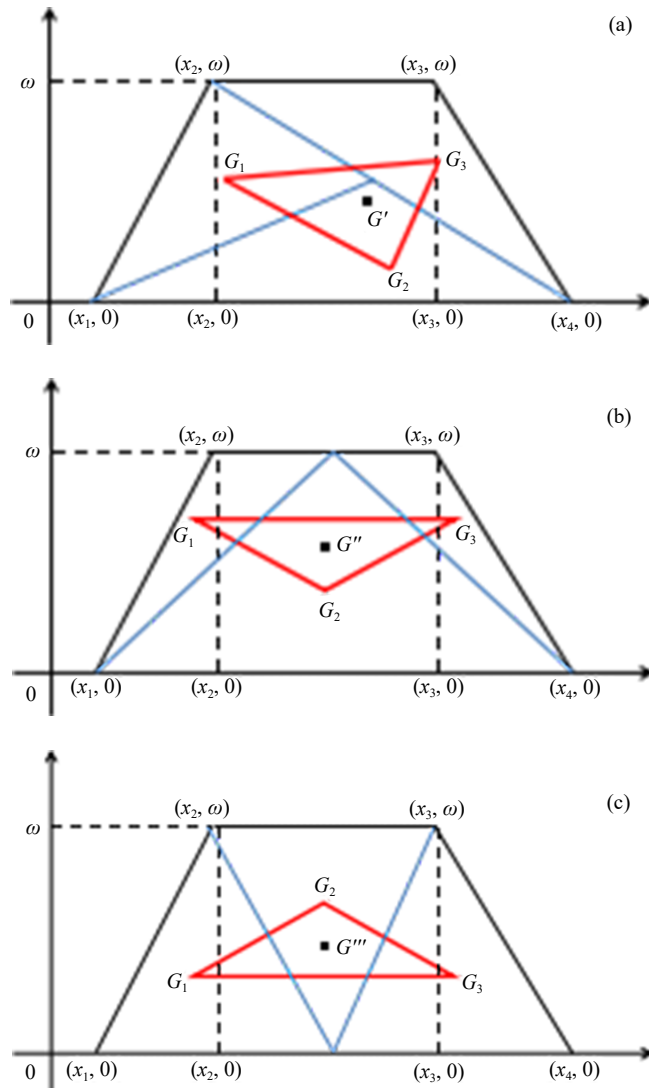 (a)
(x₂, ω) (x₃, ω)
ω
G₁ G₃
G′
G₂
0 (x₁, 0) (x₂, 0) (x₃, 0) (x₄, 0)
(b)
(x₂, ω) (x₃, ω)
ω
G₁ G″ G₃
G₂
0 (x₁, 0) (x₂, 0) (x₃, 0) (x₄, 0)
(c)
(x₂, ω) (x₃, ω)
ω
G₂
G‴
G₁ G₃
0 (x₁, 0) (x₂, 0) (x₃, 0) (x₄, 0)